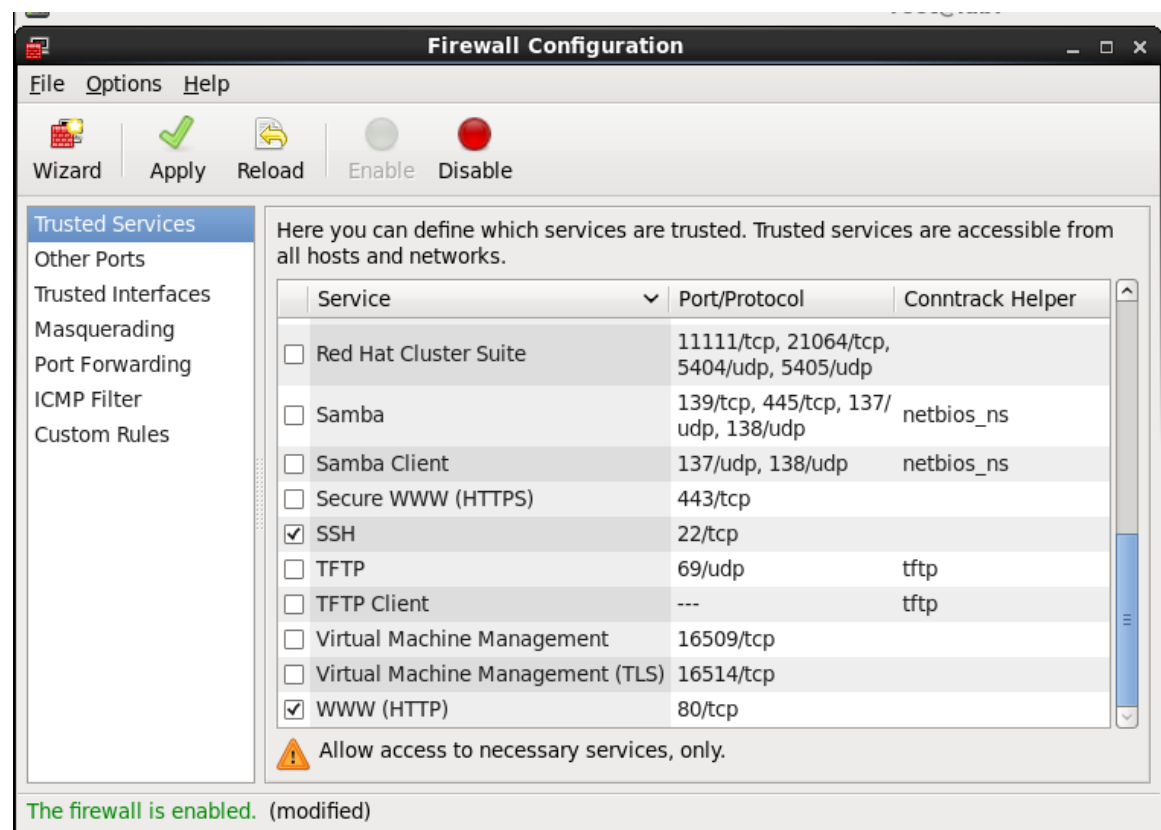 Firewall Configuration
File Options Help
Wizard Apply Reload Enable Disable
Trusted Services
Other Ports
Trusted Interfaces
Masquerading
Port Forwarding
ICMP Filter
Custom Rules
Here you can define which services are trusted. Trusted services are accessible from
all hosts and networks.
Service Port/Protocol Conntrack Helper
Red Hat Cluster Suite 11111/tcp, 21064/tcp,
5404/udp, 5405/udp
Samba 139/tcp, 445/tcp, 137/
udp, 138/udp netbios_ns
Samba Client 137/udp, 138/udp netbios_ns
Secure WWW (HTTPS) 443/tcp
SSH 22/tcp
TFTP 69/udp tftp
TFTP Client --- tftp
Virtual Machine Management 16509/tcp
Virtual Machine Management (TLS) 16514/tcp
WWW (HTTP) 80/tcp
Allow access to necessary services, only.
The firewall is enabled. (modified)